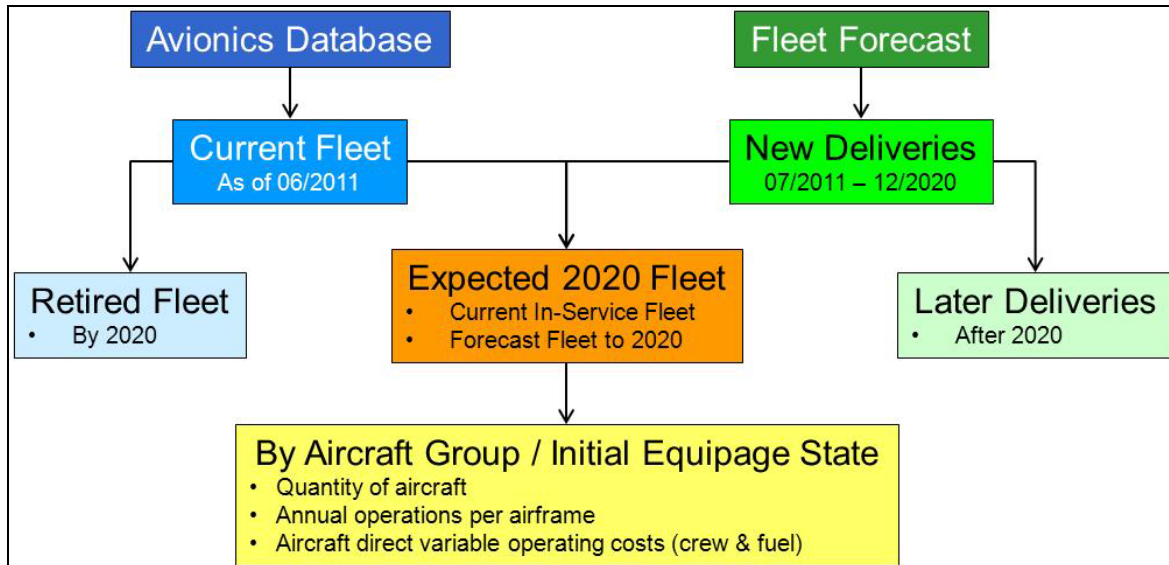 Avionics Database
Fleet Forecast
Current Fleet
As of 06/2011
New Deliveries
07/2011 – 12/2020
Retired Fleet
• By 2020
Expected 2020 Fleet
• Current In-Service Fleet
• Forecast Fleet to 2020
Later Deliveries
• After 2020
By Aircraft Group / Initial Equipage State
• Quantity of aircraft
• Annual operations per airframe
• Aircraft direct variable operating costs (crew & fuel)